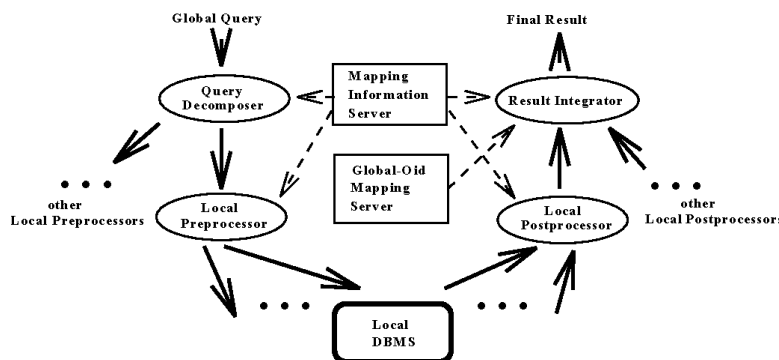 Global Query
Final Result
Query
Decomposer
Mapping
Information
Server
Result Integrator
Global-Oid
Mapping
Server
other
Local Preprocessors
Local
Preprocessor
Local
Postprocessor
other
Local Postprocessors
Local
DBMS